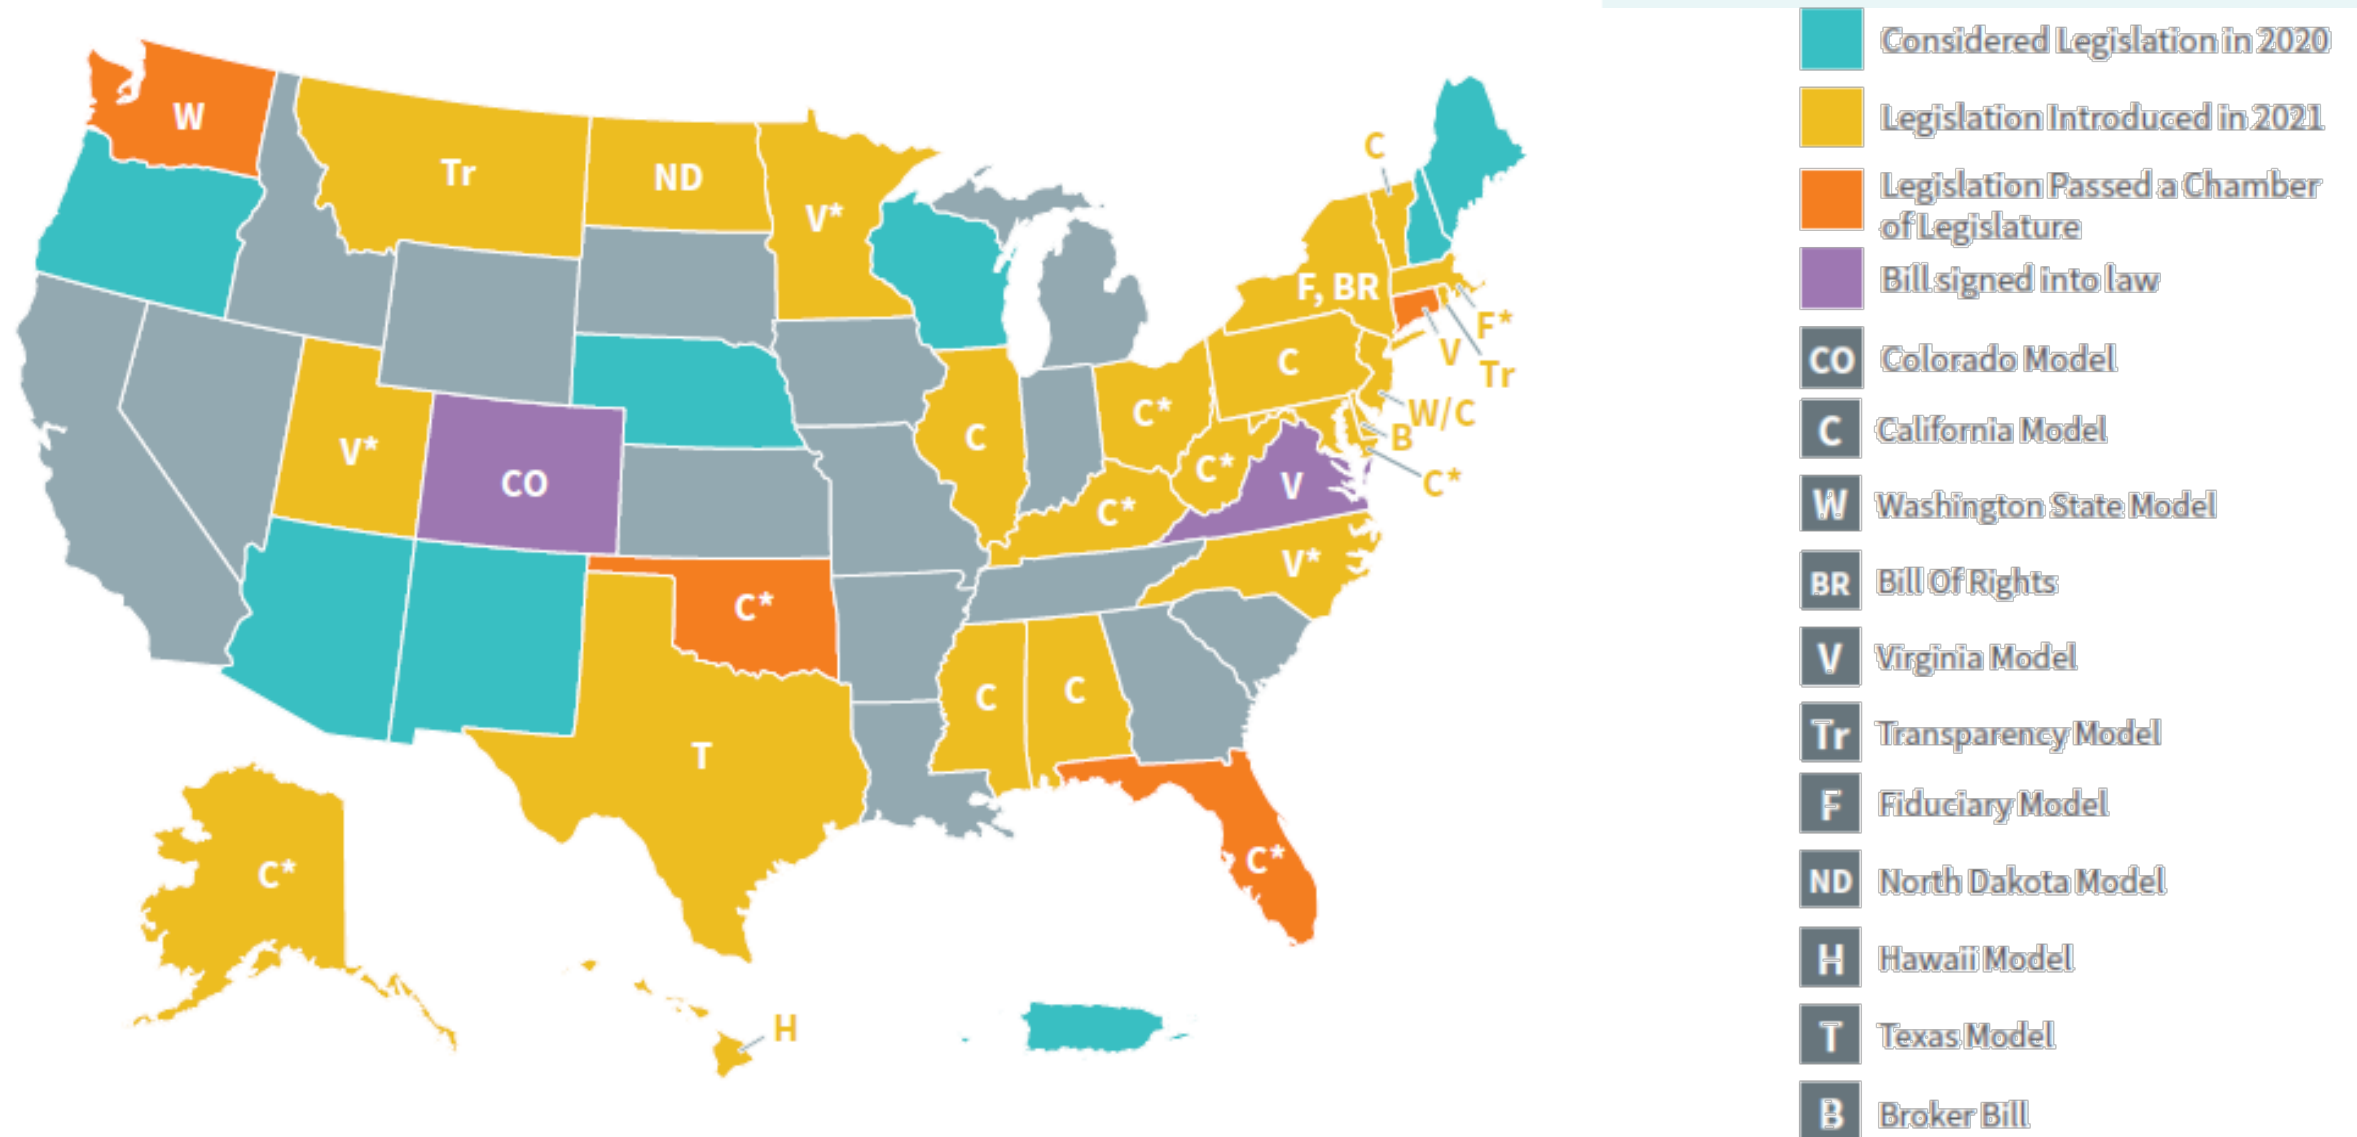 W
Tr
ND
V*
C
F, BR
F*
V
Tr
C
W/C
C*
B
C
V*
CO
C*
V
C*
C*
V*
C*
C
C
T
C*
C*
H
Considered Legislation in 2020
Legislation Introduced in 2021
Legislation Passed a Chamber
of Legislature
Bill signed into law
CO Colorado Model
C California Model
W Washington State Model
BR Bill Of Rights
V Virginia Model
Tr Transparency Model
F Fiduciary Model
ND North Dakota Model
H Hawaii Model
T Texas Model
B Broker Bill